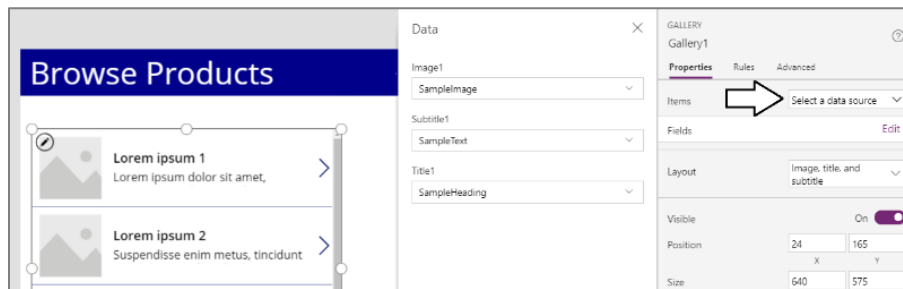 Browse Products
Lorem ipsum 1
Lorem ipsum dolor sit amet,
Lorem ipsum 2
Suspendisse enim metus, tincidunt
Data
Image1
SampleImage
Subtitle1
SampleText
Title1
SampleHeading
GALLERY
Gallery1
Properties Rules Advanced
Items Select a data source
Fields Edit
Layout Image, title, and
subtitle
Visible On
Position 24 165
X Y
Size 640 575